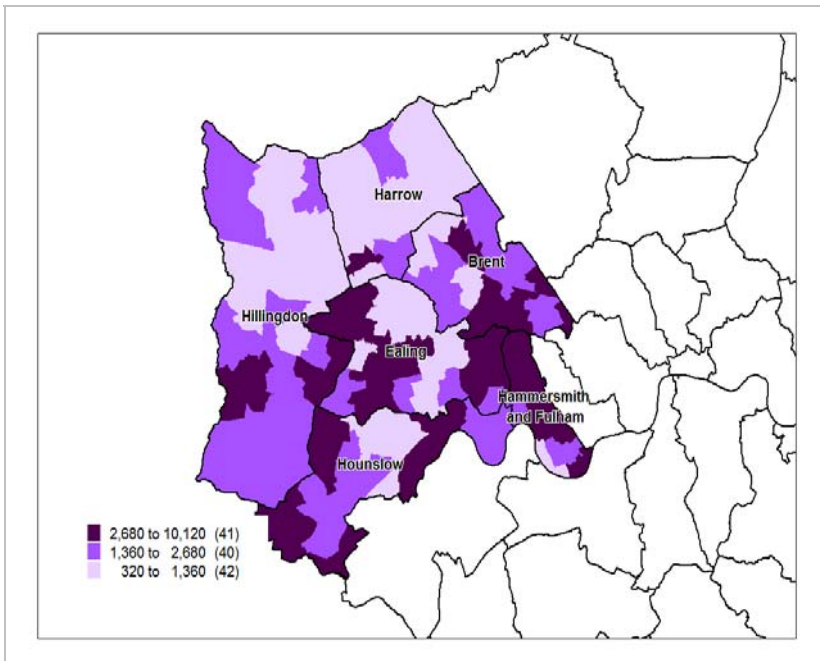 Harrow
Brent
Hillingdon
Ealing
Hammersmith
and Fulham
Hounslow
2,680 to 10,120 (41)
1,360 to 2,680 (40)
320 to 1,360 (42)